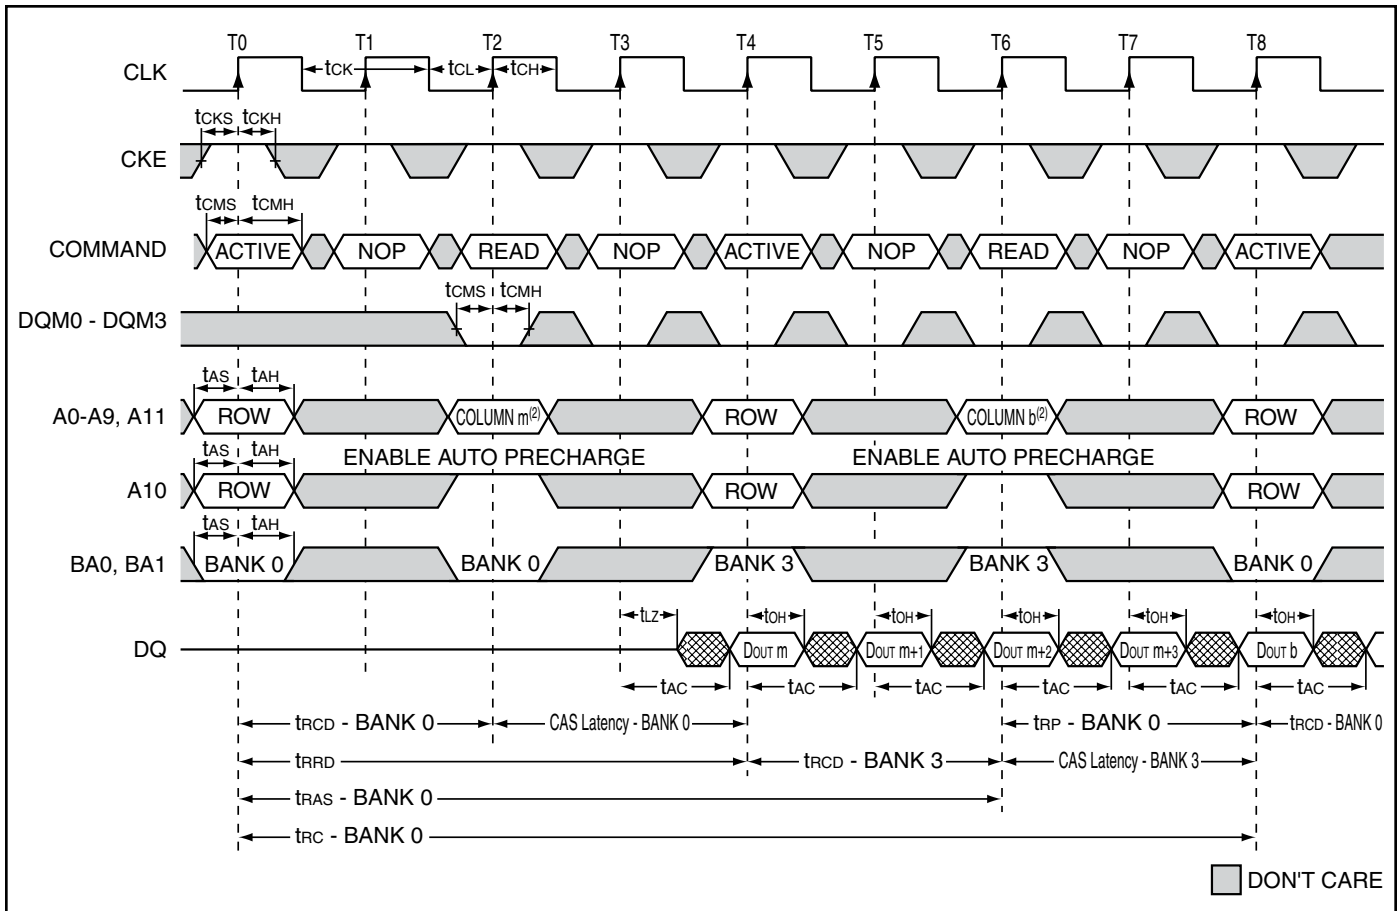 T0 T1 T2 T3 T4 T5 T6 T7 T8
CLK tCK tCL tCH
tCKS tCKH
CKE
tCMS tCMH
COMMAND ACTIVE NOP READ NOP ACTIVE NOP READ NOP ACTIVE
tCMS tCMH
DQM0 - DQM3
tAS tAH
A0-A9, A11 ROW COLUMN m(2) ROW COLUMN b(2) ROW
tAS tAH ENABLE AUTO PRECHARGE ENABLE AUTO PRECHARGE
A10 ROW ROW ROW
tAS tAH
BA0, BA1 BANK 0 BANK 0 BANK 3 BANK 3 BANK 0
tLZ tOH tOH tOH tOH tOH
DQ DOUT m DOUT m+1 DOUT m+2 DOUT m+3 DOUT b
tAC tAC tAC tAC tAC tAC
tRCD - BANK 0 CAS Latency - BANK 0 tRP - BANK 0 tRCD - BANK 0
tRRD tRCD - BANK 3 CAS Latency - BANK 3
tRAS - BANK 0
tRC - BANK 0
DON'T CARE